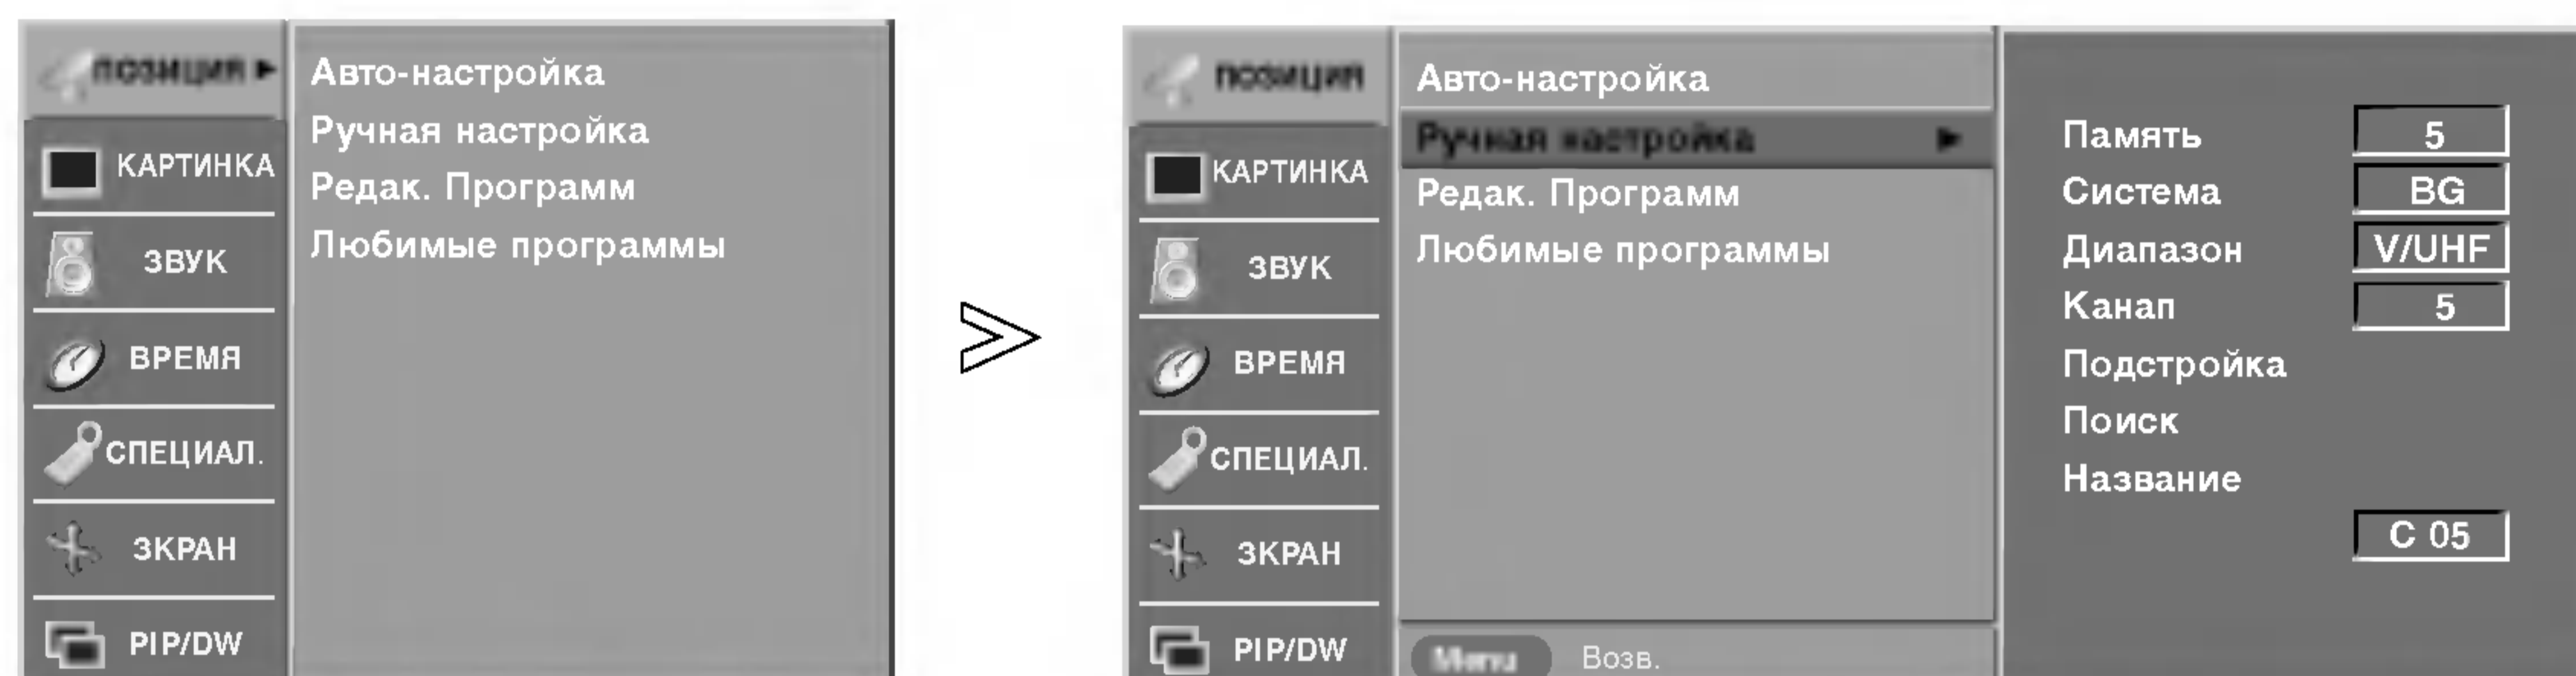 ПОЗИЦИЯ ►
КАРТИНКА
ЗВУК
ВРЕМЯ
СПЕЦИАЛ.
ЗКРАН
PIP/DW
Авто-настройка
Ручная настройка
Редак. Программ
Любимые программы
ПОЗИЦИЯ
КАРТИНКА
ЗВУК
ВРЕМЯ
СПЕЦИАЛ.
ЗКРАН
PIP/DW
Авто-настройка
Ручная настройка ►
Редак. Программ
Любимые программы
Menu Возв.
Память 5
Система BG
Диапазон V/UHF
Канап 5
Подстройка
Поиск
Название
C 05